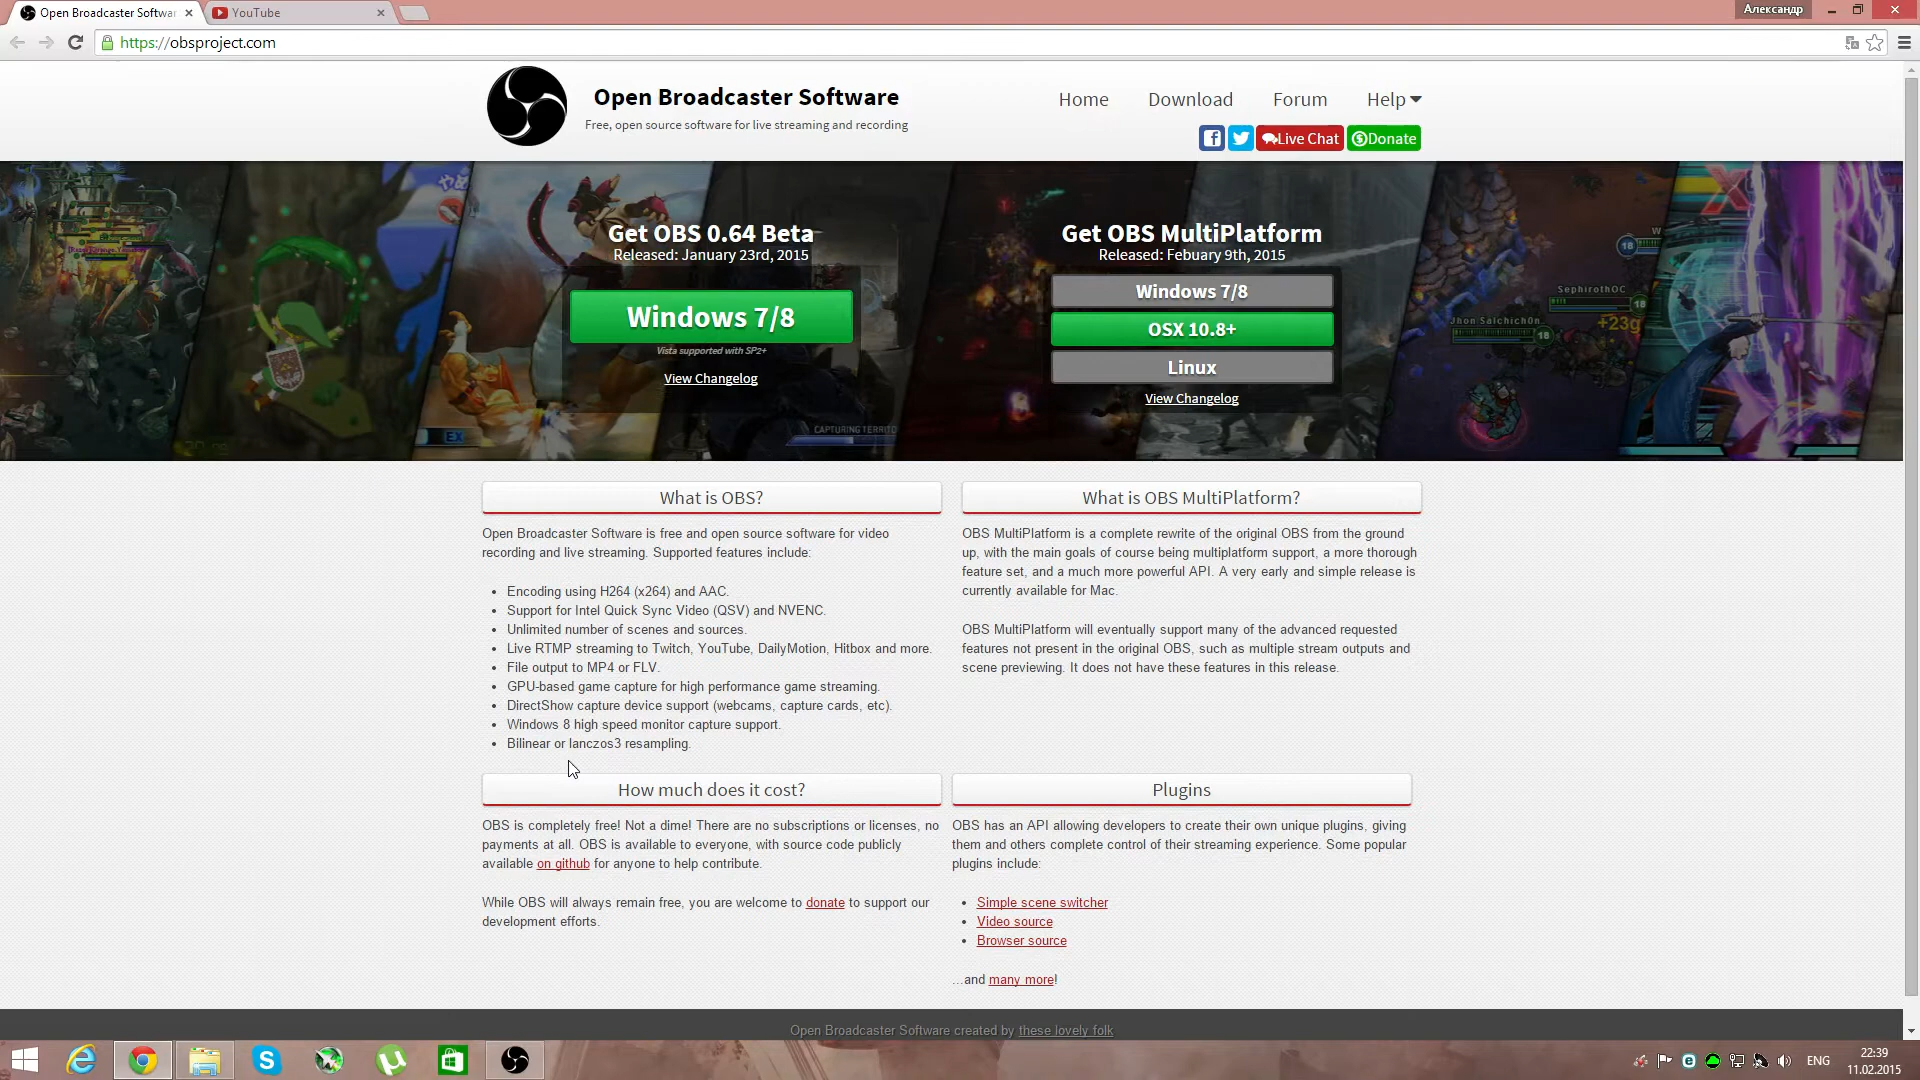 Open Broadcaster Softwar
YouTube
Александр
https://obsproject.com
Open Broadcaster Software
Free, open source software for live streaming and recording
Home
Download
Forum
Help
Live Chat
Donate
Get OBS 0.64 Beta
Released: January 23rd, 2015
Windows 7/8
Vista supported with SP2+
View Changelog
Get OBS MultiPlatform
Released: Febuary 9th, 2015
Windows 7/8
OSX 10.8+
Linux
View Changelog
CAPTURING TERRITO
EX
SephirothOC
18
18
Jhon Salchich0n
18
+23g
What is OBS?
Open Broadcaster Software is free and open source software for video
recording and live streaming. Supported features include:
Encoding using H264 (x264) and AAC.
Support for Intel Quick Sync Video (QSV) and NVENC.
Unlimited number of scenes and sources.
Live RTMP streaming to Twitch, YouTube, DailyMotion, Hitbox and more.
File output to MP4 or FLV.
GPU-based game capture for high performance game streaming.
DirectShow capture device support (webcams, capture cards, etc).
Windows 8 high speed monitor capture support.
Bilinear or lanczos3 resampling.
What is OBS MultiPlatform?
OBS MultiPlatform is a complete rewrite of the original OBS from the ground
up, with the main goals of course being multiplatform support, a more thorough
feature set, and a much more powerful API. A very early and simple release is
currently available for Mac.
OBS MultiPlatform will eventually support many of the advanced requested
features not present in the original OBS, such as multiple stream outputs and
scene previewing. It does not have these features in this release.
How much does it cost?
OBS is completely free! Not a dime! There are no subscriptions or licenses, no
payments at all. OBS is available to everyone, with source code publicly
available on github for anyone to help contribute.
While OBS will always remain free, you are welcome to donate to support our
development efforts.
Plugins
OBS has an API allowing developers to create their own unique plugins, giving
them and others complete control of their streaming experience. Some popular
plugins include:
Simple scene switcher
Video source
Browser source
...and many more!
Open Broadcaster Software created by these lovely folk
ENG
22:39
11.02.2015